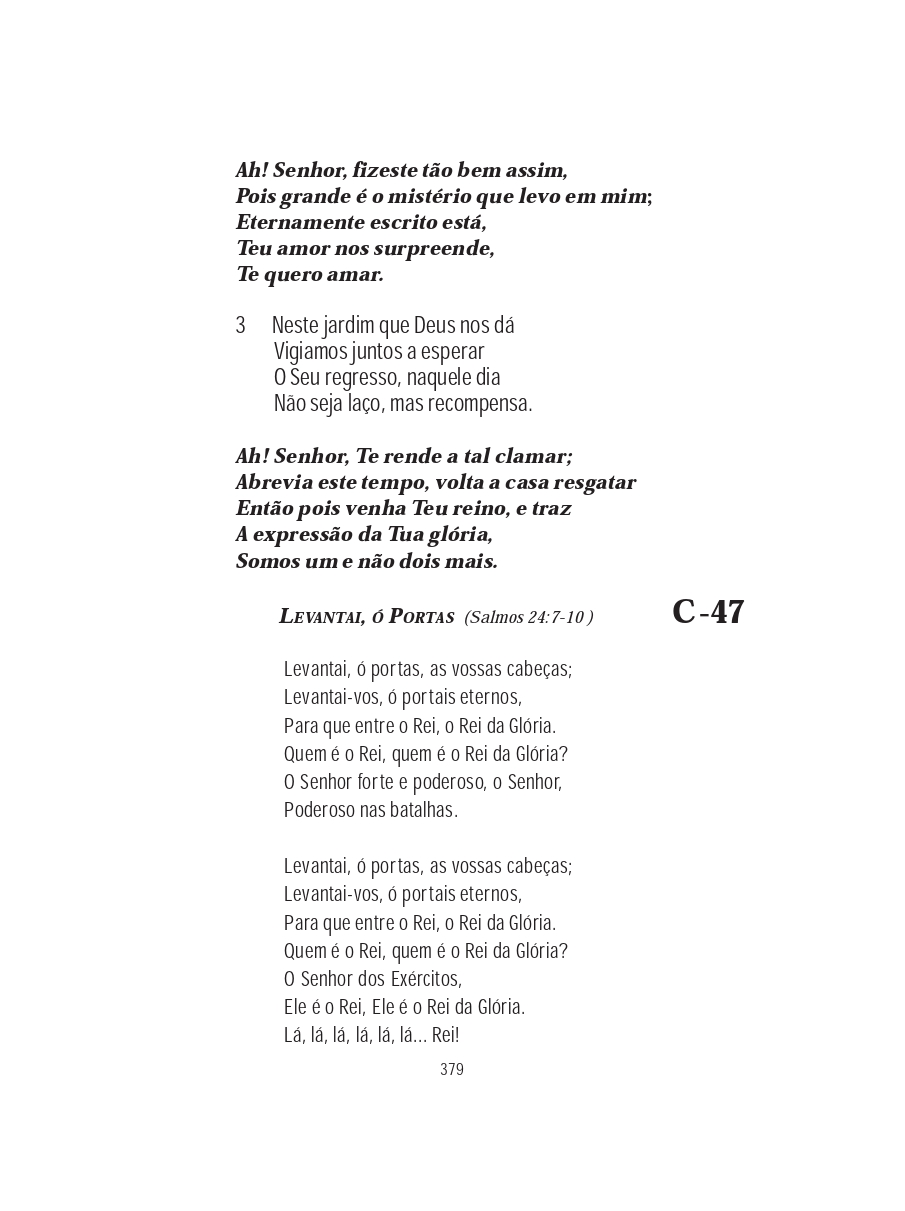 Ah! Senhor, fizeste tão bem assim,
Pois grande é o mistério que levo em mim;
Eternamente escrito está,
Teu amor nos surpreende,
Te quero amar.
3 Neste jardim que Deus nos dá
Vigiamos juntos a esperar
O Seu regresso, naquele dia
Não seja laço, mas recompensa.
Ah! Senhor, Te rende a tal clamar;
Abrevia este tempo, volta a casa resgatar
Então pois venha Teu reino, e traz
A expressão da Tua glória,
Somos um e não dois mais.
LEVANTAI, Ó PORTAS (Salmos 24:7-10 ) C-47
Levantai, ó portas, as vossas cabeças;
Levantai-vos, ó portais eternos,
Para que entre o Rei, o Rei da Glória.
Quem é o Rei, quem é o Rei da Glória?
O Senhor forte e poderoso, o Senhor,
Poderoso nas batalhas.
Levantai, ó portas, as vossas cabeças;
Levantai-vos, ó portais eternos,
Para que entre o Rei, o Rei da Glória.
Quem é o Rei, quem é o Rei da Glória?
O Senhor dos Exércitos,
Ele é o Rei, Ele é o Rei da Glória.
Lá, lá, lá, lá, lá, lá... Rei!
379